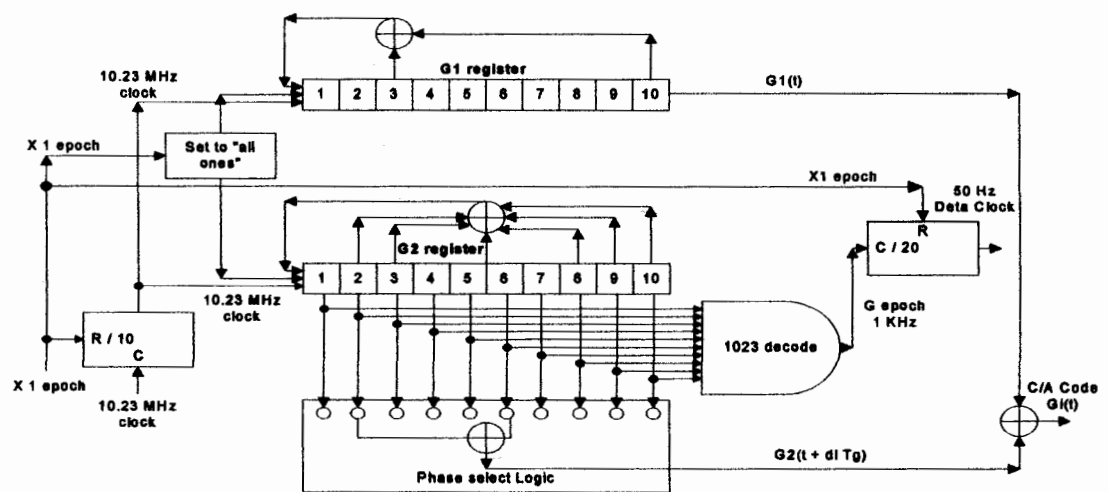 G1 register
10.23 MHz
clock
1 2 3 4 5 6 7 8 9 10
G1(t)
X 1 epoch
Set to "all
ones"
X1 epoch
50 Hz
Deta Clock
R
C / 20
G2 register
1 2 3 4 5 6 7 8 9 10
10.23 MHz
clock
G epoch
1 KHz
R / 10
C
1023 decode
X 1 epoch
10.23 MHz
clock
C/A Code
Gi(t)
G2(t + di Tg)
Phase select Logic